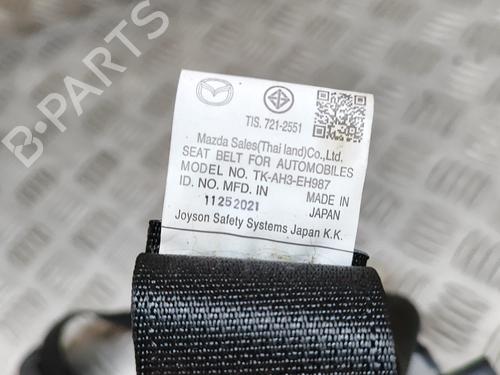 TIS. 721-2551
Mazda Sales(Thai land)Co., Ltd.
SEAT BELT FOR AUTOMOBILES
MODEL NO. TK-AH3-EH987
ID. NO. MFD. IN MADE IN
11252021 JAPAN
Joyson Safety Systems Japan K.K.
B-PARTS